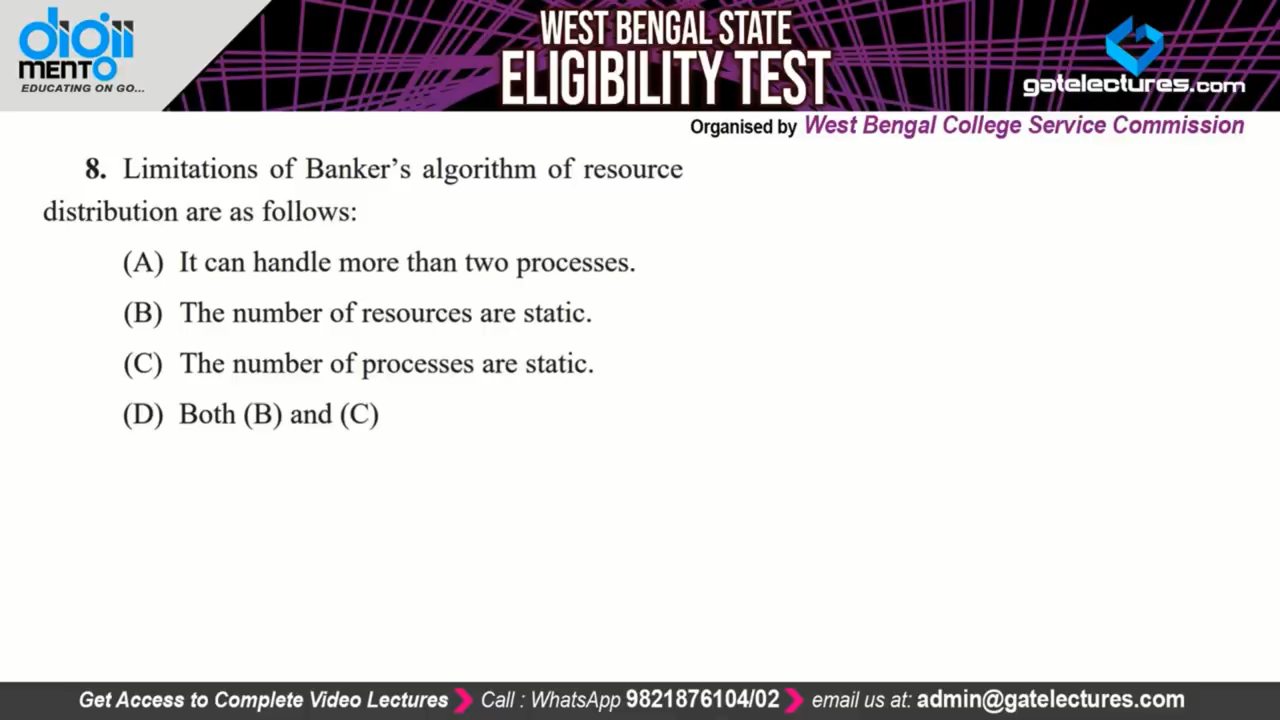 digiii
MENTO
EDUCATING ON GO...
WEST BENGAL STATE
ELIGIBILITY TEST
gatelectures.com
Organised by West Bengal College Service Commission
8. Limitations of Banker’s algorithm of resource
distribution are as follows:
(A) It can handle more than two processes.
(B) The number of resources are static.
(C) The number of processes are static.
(D) Both (B) and (C)
Get Access to Complete Video Lectures Call : WhatsApp 9821876104/02 email us at: admin@gatelectures.com